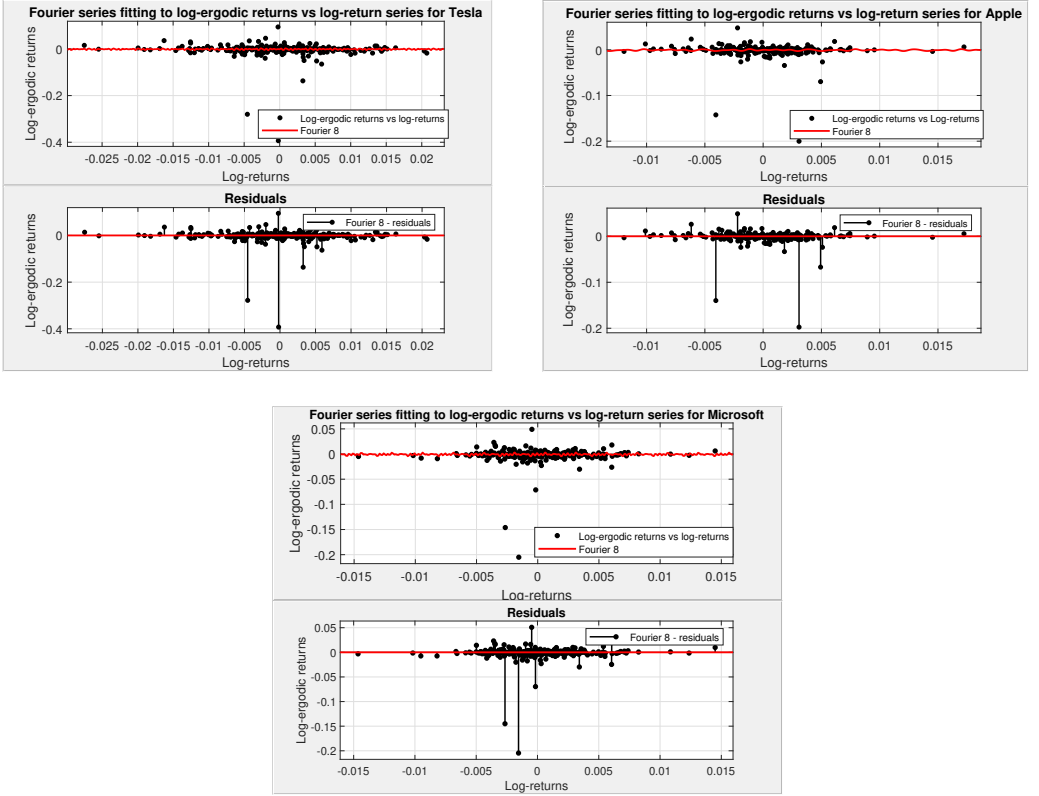 Fourier series fitting to log-ergodic returns vs log-return series for Tesla
Log-ergodic returns
0
-0.2
-0.4
Log-ergodic returns vs log-returns
Fourier 8
-0.025 -0.02 -0.015 -0.01 -0.005 0 0.005 0.01 0.015 0.02
Log-returns
Residuals
Log-ergodic returns
0
-0.2
-0.4
Fourier 8 - residuals
-0.025 -0.02 -0.015 -0.01 -0.005 0 0.005 0.01 0.015 0.02
Log-returns
Fourier series fitting to log-ergodic returns vs log-return series for Apple
Log-ergodic returns
0
-0.1
-0.2
Log-ergodic returns vs Log-returns
Fourier 8
-0.01 -0.005 0 0.005 0.01 0.015
Log-returns
Residuals
Log-ergodic returns
0
-0.1
-0.2
Fourier 8 - residuals
-0.01 -0.005 0 0.005 0.01 0.015
Log-returns
Fourier series fitting to log-ergodic returns vs log-return series for Microsoft
Log-ergodic returns
0.05
0
-0.05
-0.1
-0.15
-0.2
Log-ergodic returns vs log-returns
Fourier 8
-0.015 -0.01 -0.005 0 0.005 0.01 0.015
Log-returns
Residuals
Log-ergodic returns
0.05
0
-0.05
-0.1
-0.15
-0.2
Fourier 8 - residuals
-0.015 -0.01 -0.005 0 0.005 0.01 0.015
Log-returns